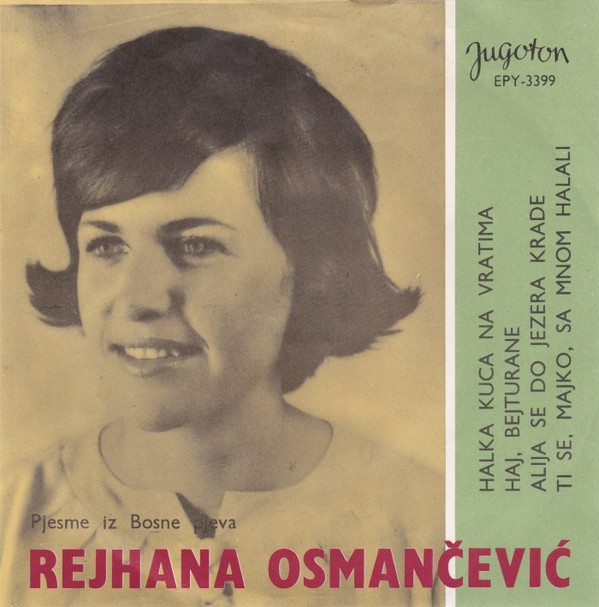 Jugoton
EPY-3399
HALKA KUCA NA VRATIMA
HAJ, BEJTURANE
ALIJA SE DO JEZERA KRADE
TI SE, MAJKO, SA MNOM HALALI
Pjesme iz Bosne pjeva
REJHANA OSMANČEVIĆ